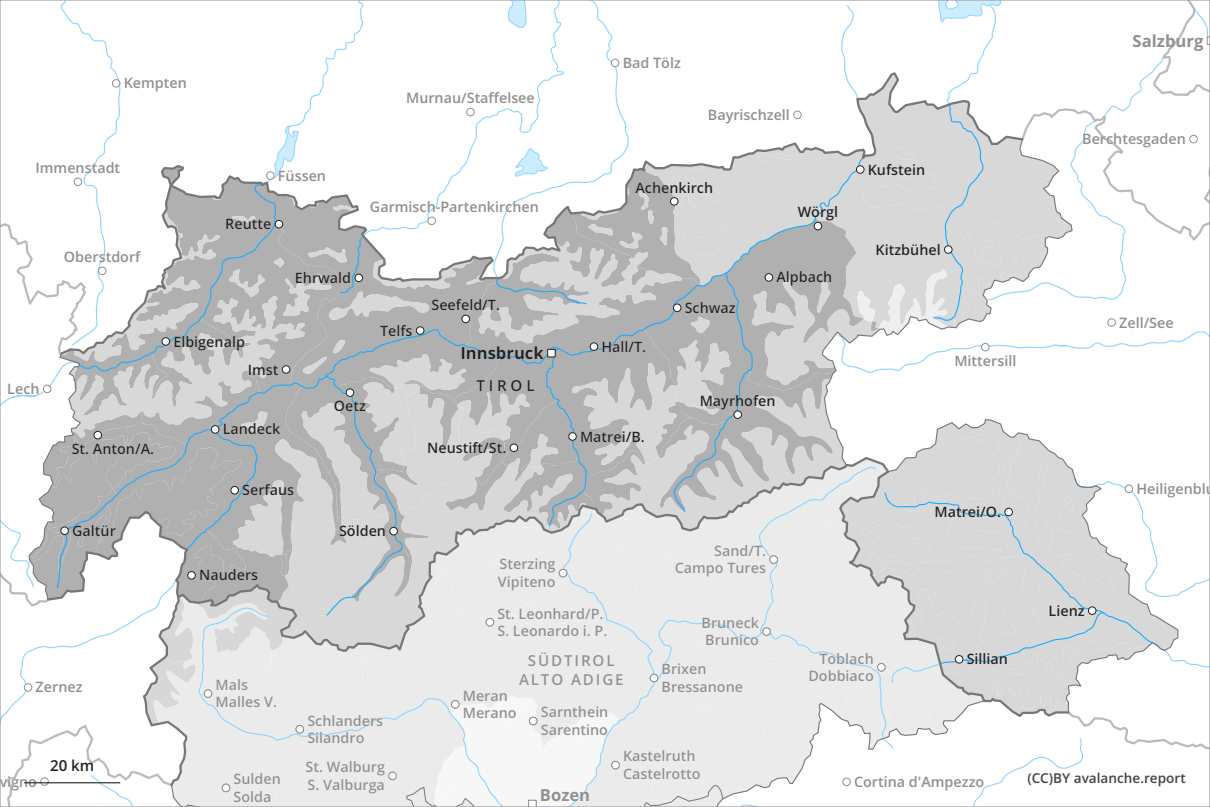 Salzburg
Bad Tölz
Kempten
Murnau/Staffelsee
Bayrischzell
Berchtesgaden
Immenstadt
Kufstein
Füssen
Achenkirch
Garmisch-Partenkirchen
Wörgl
Reutte
Kitzbühel
Oberstdorf
Ehrwald
Alpbach
Seefeld/T.
Schwaz
Zell/See
Telfs
Elbigenalp
Innsbruck
Hall/T.
Mittersill
Imst
TIROL
Lech
Oetz
Mayrhofen
Landeck
Matrei/B.
St. Anton/A.
Neustift/St.
Serfaus
Heiligenblu
Matrei/O.
Galtür
Sölden
Sand/T.
Campo Tures
Sterzing
Vipiteno
Nauders
St. Leonhard/P.
S. Leonardo i. P.
Lienz
Bruneck
Brunico
SÜDTIROL
ALTO ADIGE
Sillian
Toblach
Dobbiaco
Brixen
Bressanone
Zernez
Mals
Malles V.
Meran
Merano
Sarnthein
Sarentino
Schlanders
Silandro
Kastelruth
Castelrotto
20 km
St. Walburg
S. Valburga
vigno
Sulden
Solda
Cortina d'Ampezzo
(CC)BY avalanche.report
Bozen